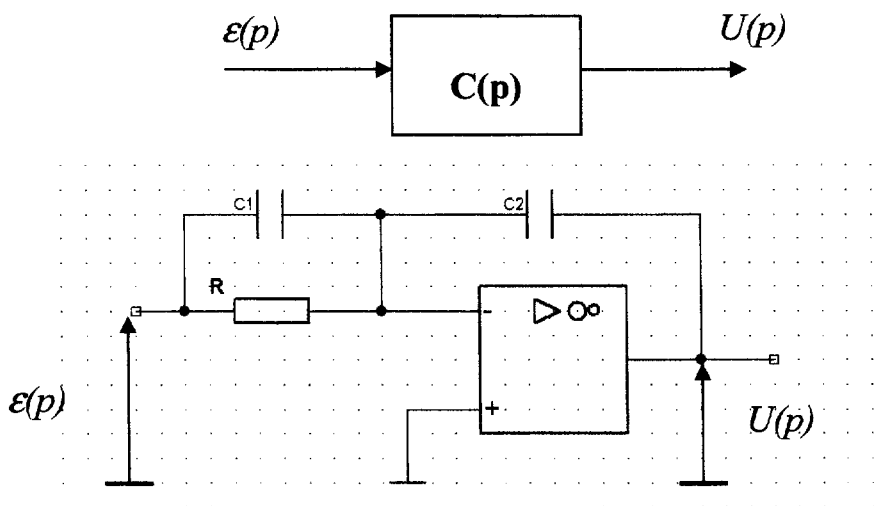 ε(p)
U(p)
C(p)
C1
C2
R
-
▷ ∞
+
ε(p)
U(p)